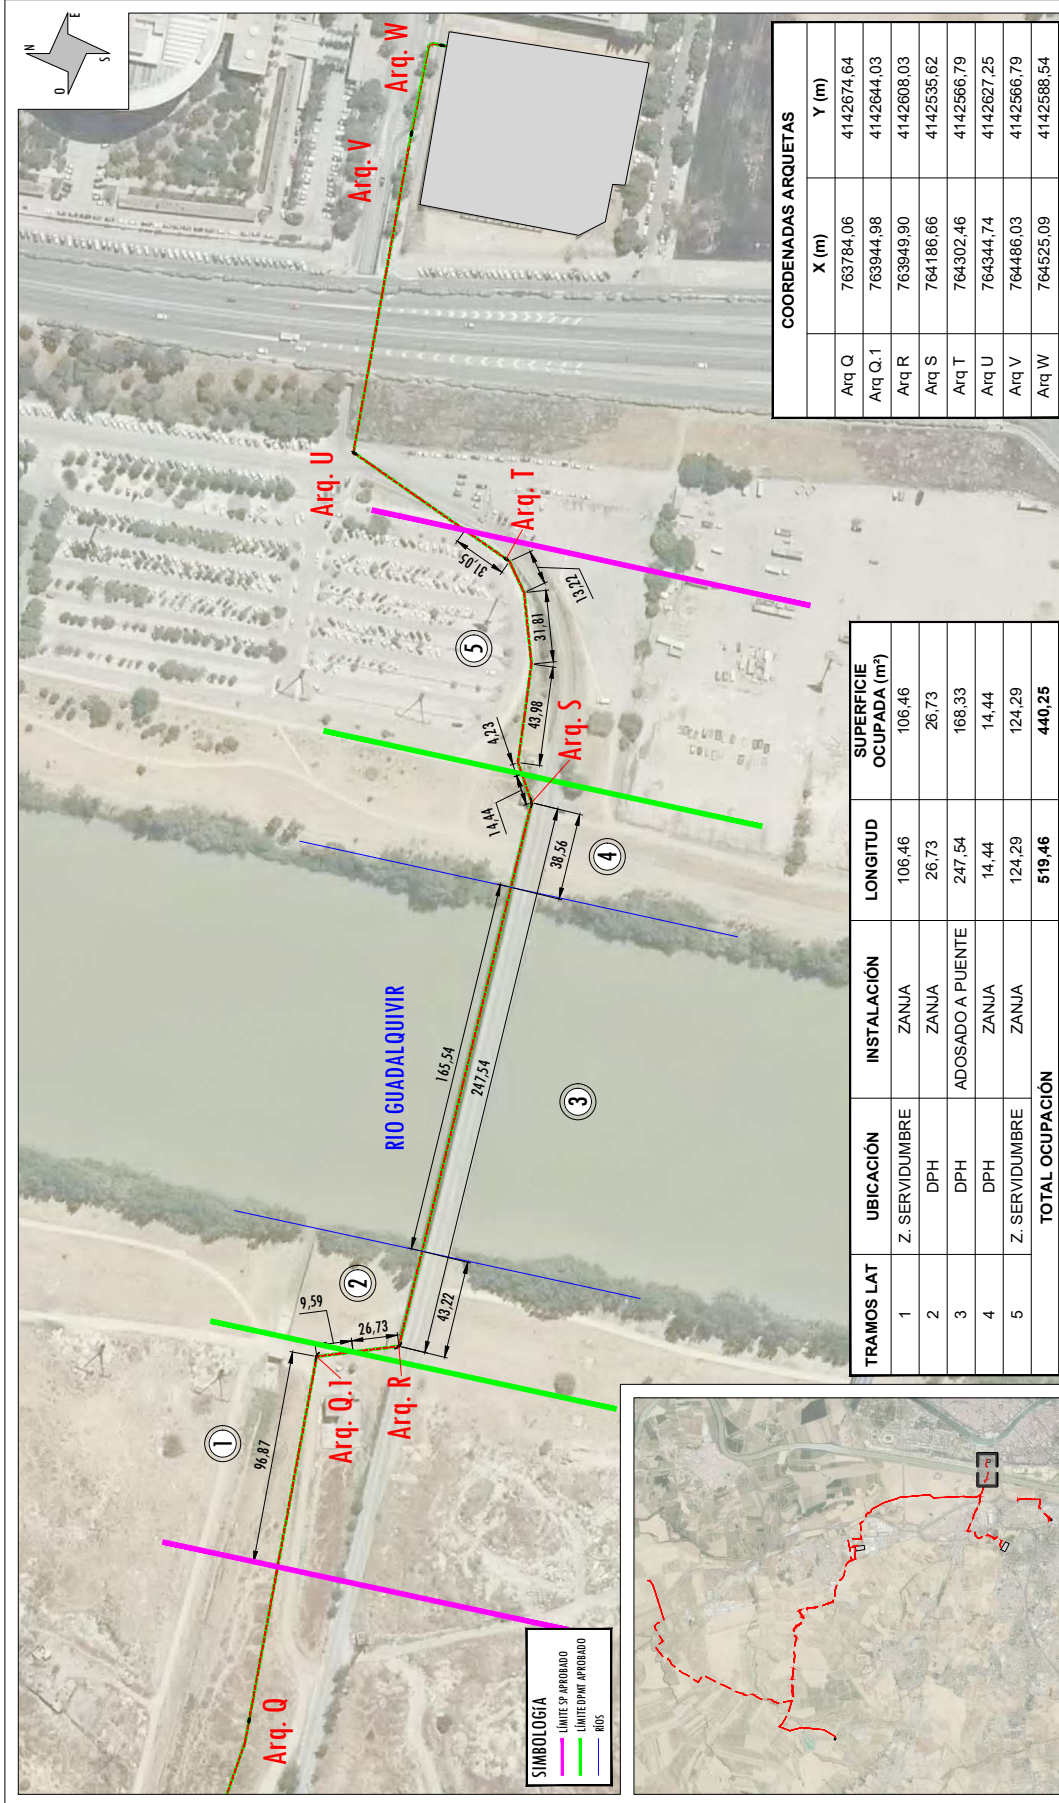 N
E
S
O
Arq. Q
Arq. Q.1
Arq. R
Arq. S
Arq. T
Arq. U
Arq. V
Arq. W
RIO GUADALQUIVIR
1
2
3
4
5
96,87
9,59
26,73
43,22
165,54
247,54
38,56
14,44
4,23
43,98
31,81
13,22
31,05
SIMBOLOGíA
LÍMITE SP APROBADO
LÍMITE DPMT APROBADO
RÍOS
TRAMOS LAT UBICACIÓN INSTALACIÓN LONGITUD SUPERFICIE OCUPADA (m²)
1 Z. SERVIDUMBRE ZANJA 106,46 106,46
2 DPH ZANJA 26,73 26,73
3 DPH ADOSADO A PUENTE 247,54 168,33
4 DPH ZANJA 14,44 14,44
5 Z. SERVIDUMBRE ZANJA 124,29 124,29
TOTAL OCUPACIÓN 519,46 440,25
COORDENADAS ARQUETAS
X (m) Y (m)
Arq Q 763784,06 4142674,64
Arq Q.1 763944,98 4142644,03
Arq R 763949,90 4142608,03
Arq S 764186,66 4142535,62
Arq T 764302,46 4142566,79
Arq U 764344,74 4142627,25
Arq V 764486,03 4142566,79
Arq W 764525,09 4142588,54